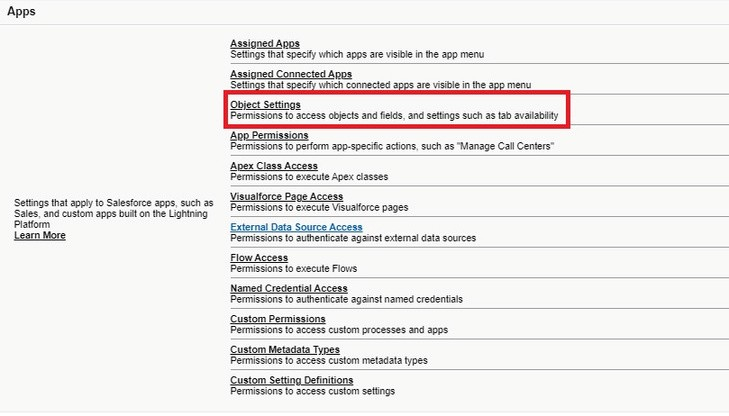 Apps
Assigned Apps
Settings that specify which apps are visible in the app menu
Assigned Connected Apps
Settings that specify which connected apps are visible in the app menu
Object Settings
Permissions to access objects and fields, and settings such as tab availability
App Permissions
Permissions to perform app-specific actions, such as "Manage Call Centers"
Apex Class Access
Permissions to execute Apex classes
Settings that apply to Salesforce apps, such as
Sales, and custom apps built on the Lightning
Platform
Learn More
Visualforce Page Access
Permissions to execute Visualforce pages
External Data Source Access
Permissions to authenticate against external data sources
Flow Access
Permissions to execute Flows
Named Credential Access
Permissions to authenticate against named credentials
Custom Permissions
Permissions to access custom processes and apps
Custom Metadata Types
Permissions to access custom metadata types
Custom Setting Definitions
Permissions to access custom settings